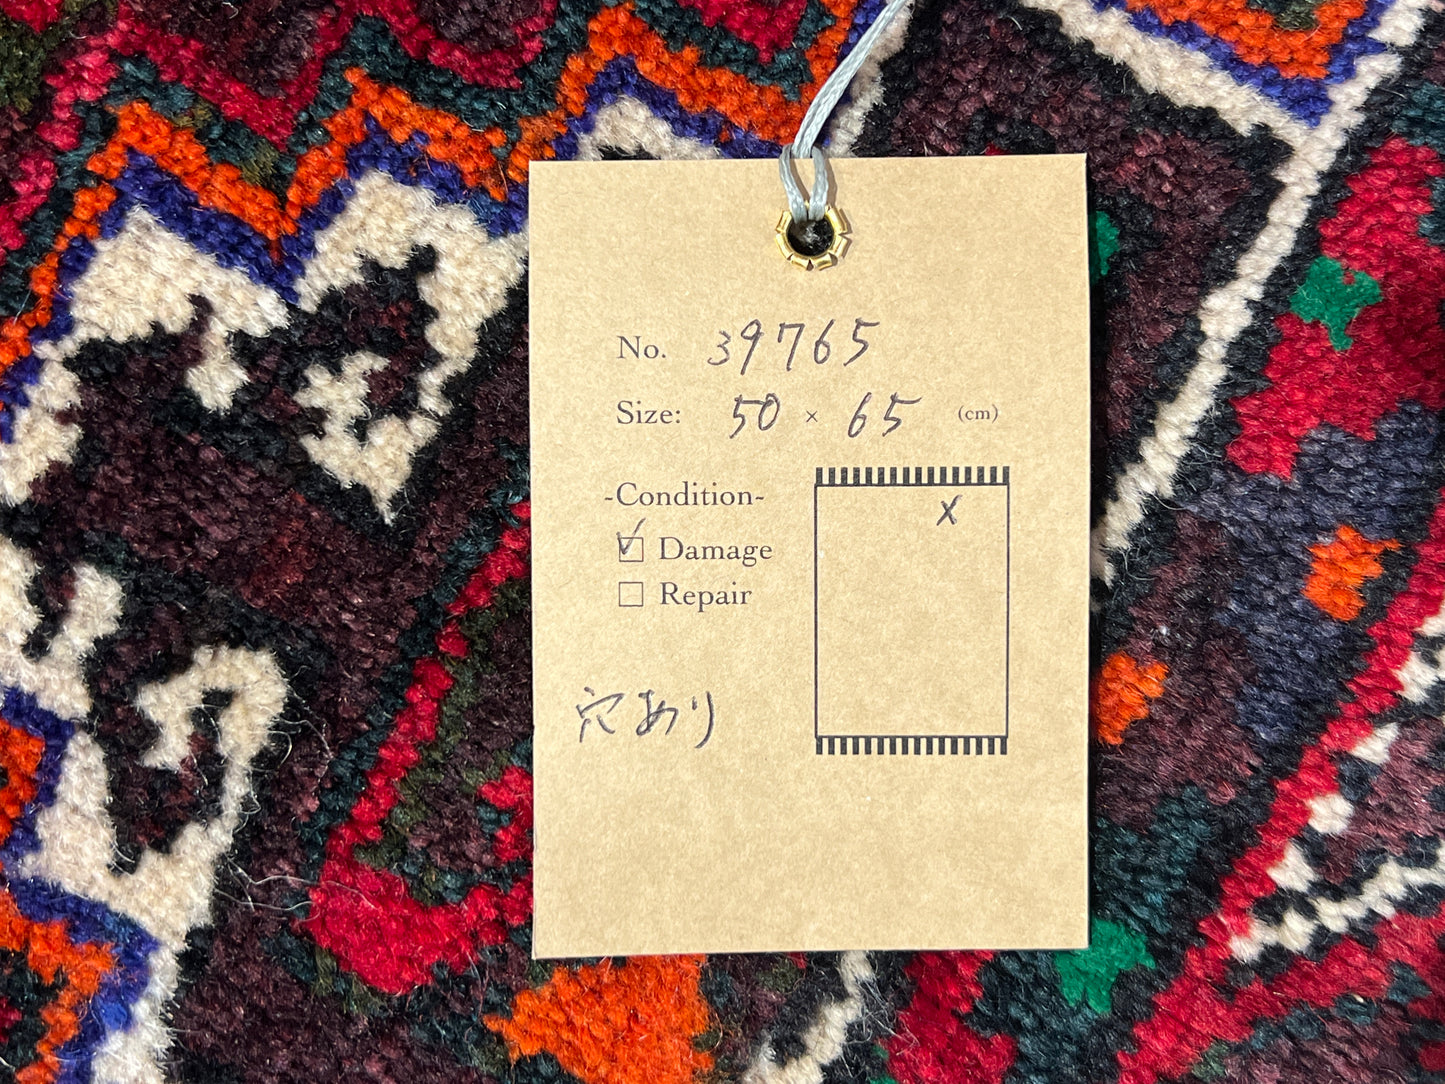 No. 39765
Size: 50 × 65 (cm)
-Condition-
☑ Damage
☐ Repair
x
穴あり